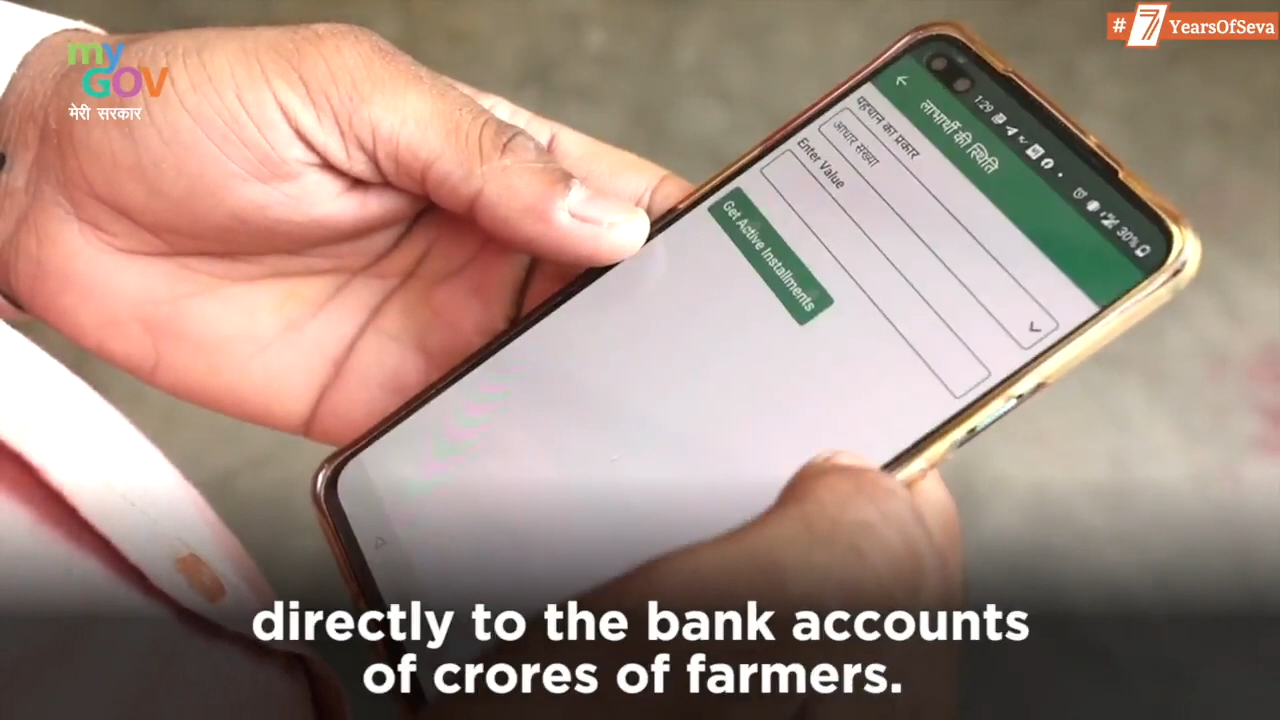 my
GOV
मेरी सरकार
#7YearsOfSeva
1:29
30%
लाभार्थी की स्थिति
पहचान का प्रकार
आधार संख्या
Enter Value
Get Active Installments
directly to the bank accounts
of crores of farmers.